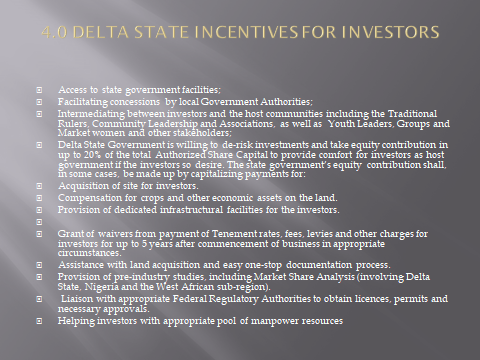 4.0 DELTA STATE INCENTIVES FOR INVESTORS
Access to state government facilities;
Facilitating concessions by local Government Authorities;
Intermediating between investors and the host communities including the Traditional
Rulers, Community Leadership and Associations, as well as Youth Leaders, Groups and
Market women and other stakeholders;
Delta State Government is willing to de-risk investments and take equity contribution in
up to 20% of the total Authorized Share Capital to provide comfort for investors as host
government if the investors so desire. The state government's equity contribution shall,
in some cases, be made up by capitalizing payments for:
Acquisition of site for investors.
Compensation for crops and other economic assets on the land.
Provision of dedicated infrastructural facilities for the investors.
Grant of waivers from payment of Tenement rates, fees, levies and other charges for
investors for up to 5 years after commencement of business in appropriate
circumstances.
Assistance with land acquisition and easy one-stop documentation process.
Provision of pre-industry studies, including Market Share Analysis (involving Delta
State, Nigeria and the West African sub-region).
Liaison with appropriate Federal Regulatory Authorities to obtain licences, permits and
necessary approvals.
Helping investors with appropriate pool of manpower resources